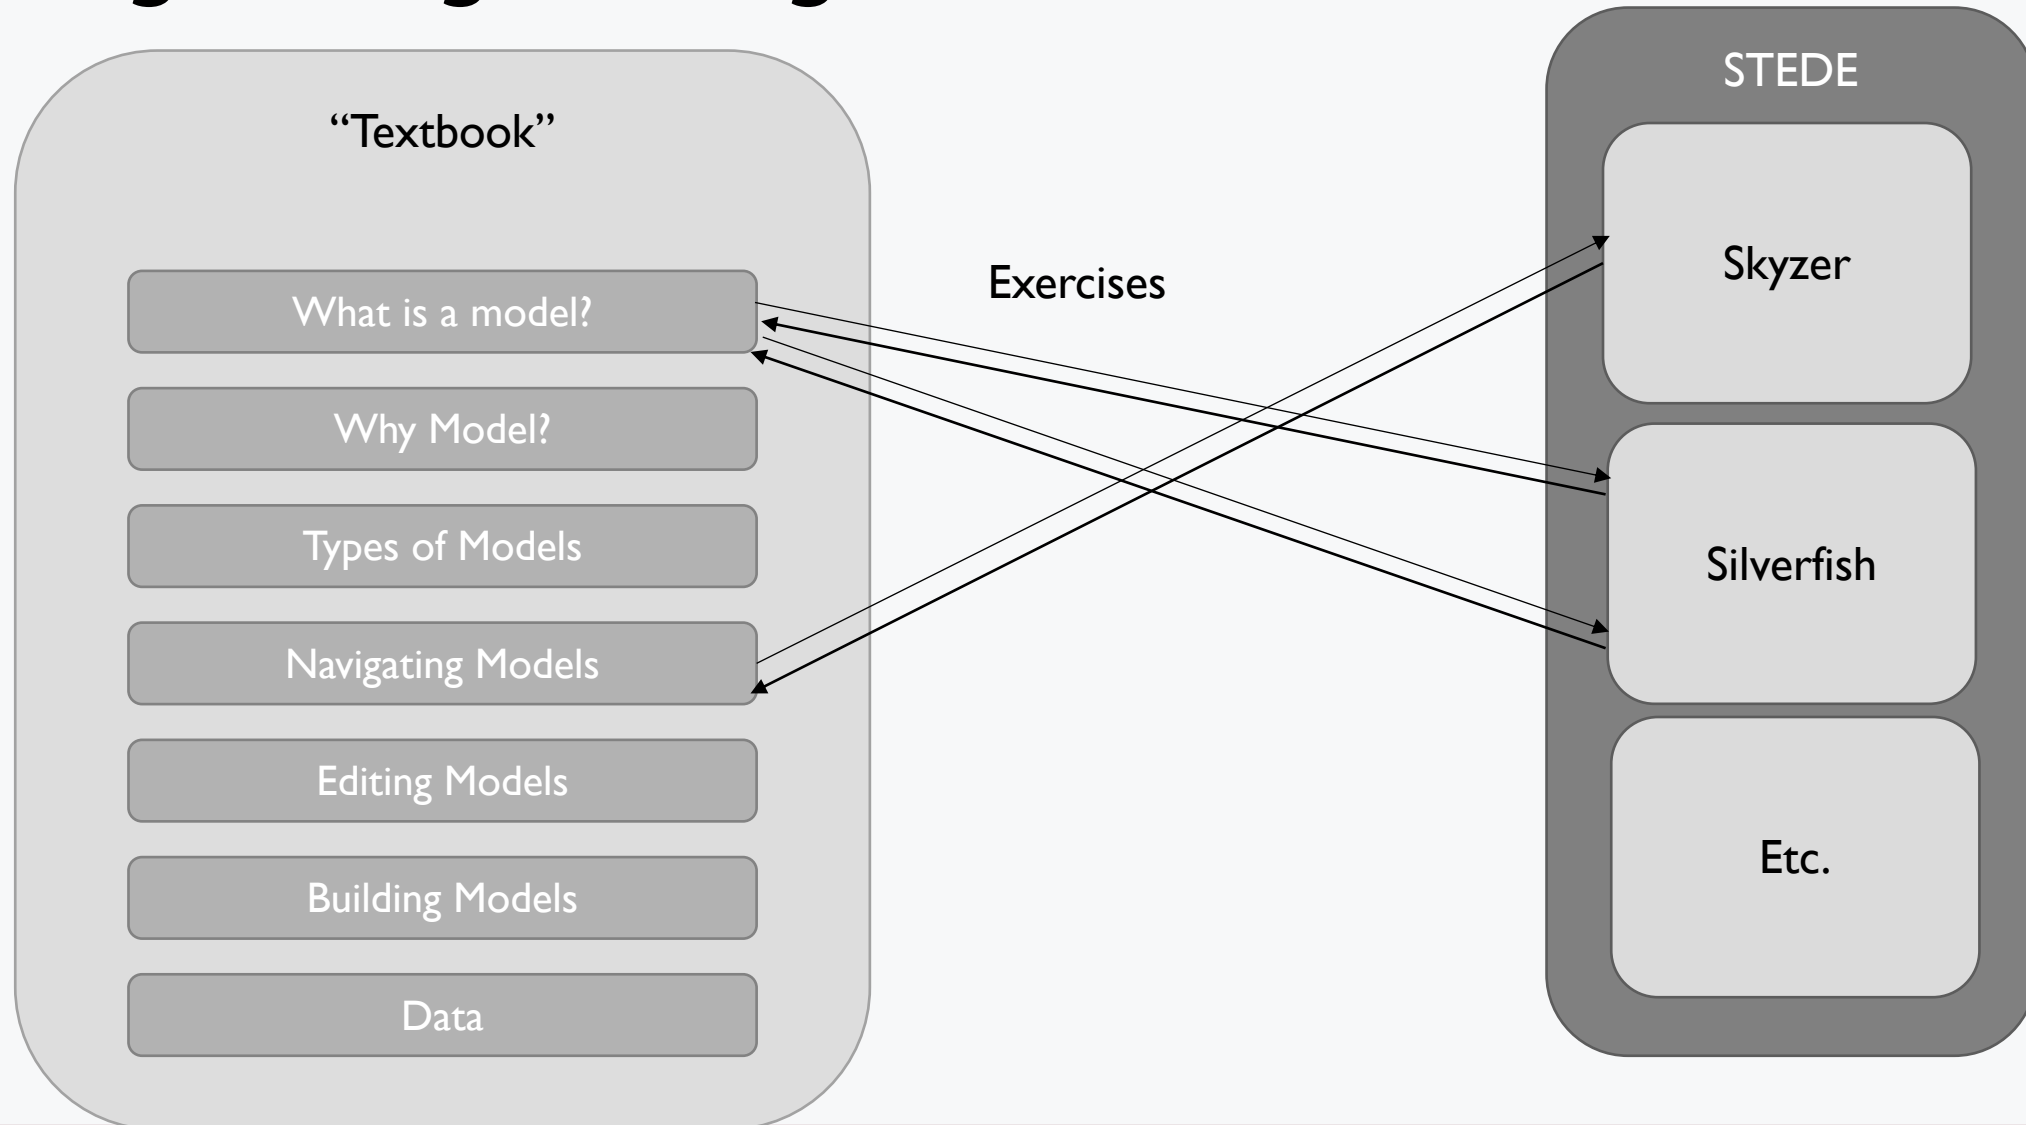 “Textbook”
What is a model?
Why Model?
Types of Models
Navigating Models
Editing Models
Building Models
Data
Exercises
STEDE
Skyzer
Silverfish
Etc.